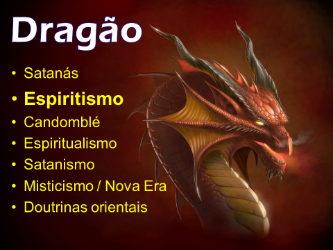 Dragão
• Satanás
• Espiritismo
• Candomblé
• Espiritualismo
• Satanismo
• Misticismo / Nova Era
• Doutrinas orientais